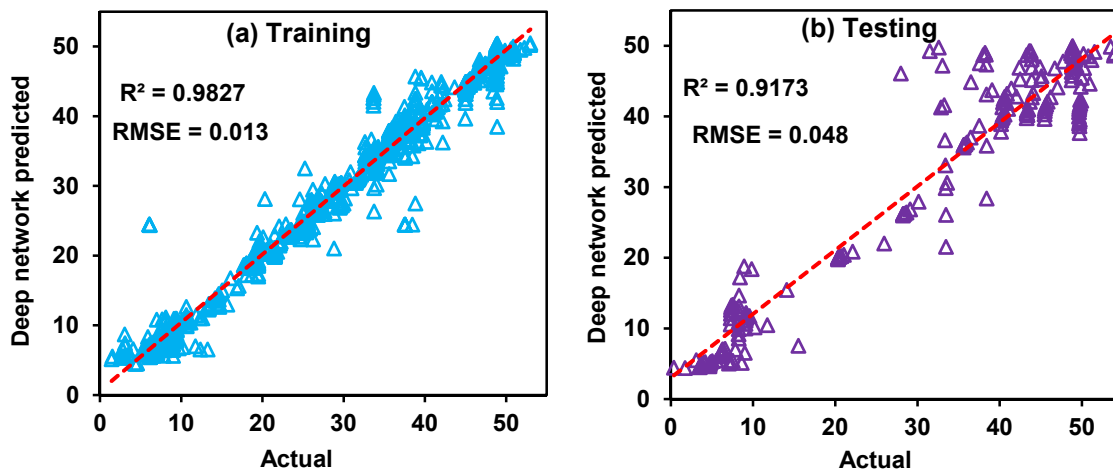 (a) Training
R² = 0.9827
RMSE = 0.013
Deep network predicted
50
40
30
20
10
0
0 10 20 30 40 50
Actual
(b) Testing
R² = 0.9173
RMSE = 0.048
Deep network predicted
50
40
30
20
10
0
0 10 20 30 40 50
Actual